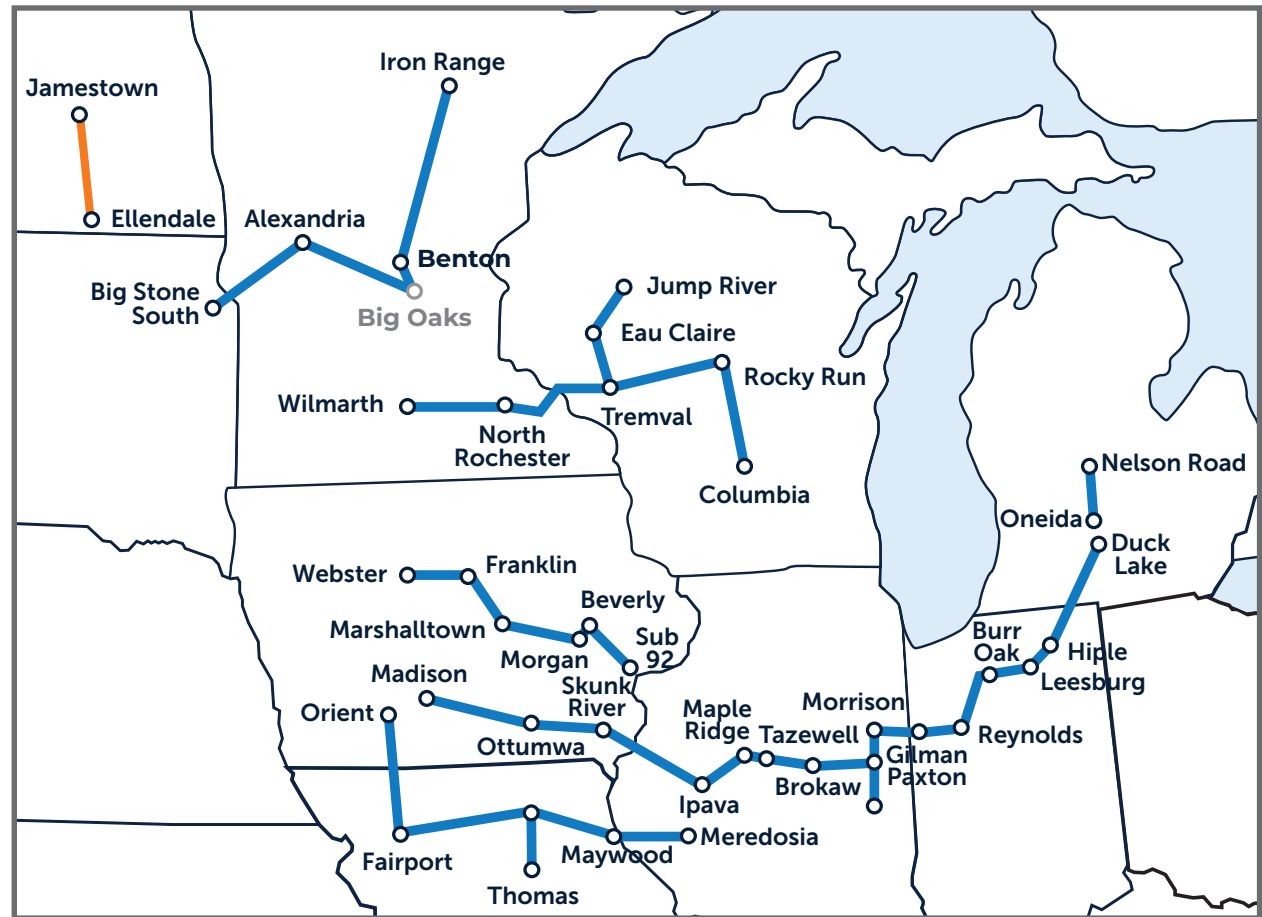 Iron Range
Jamestown
Ellendale
Alexandria
Benton
Big Stone
South
Big Oaks
Jump River
Eau Claire
Rocky Run
Wilmarth
Tremval
North
Rochester
Columbia
Nelson Road
Oneida
Duck
Lake
Webster
Franklin
Beverly
Marshalltown
Sub
92
Morgan
Burr
Oak
Hiple
Leesburg
Madison
Skunk
River
Orient
Maple
Ridge
Morrison
Tazewell
Reynolds
Ottumwa
Gilman
Paxton
Brokaw
Ipava
Meredosia
Maywood
Fairport
Thomas